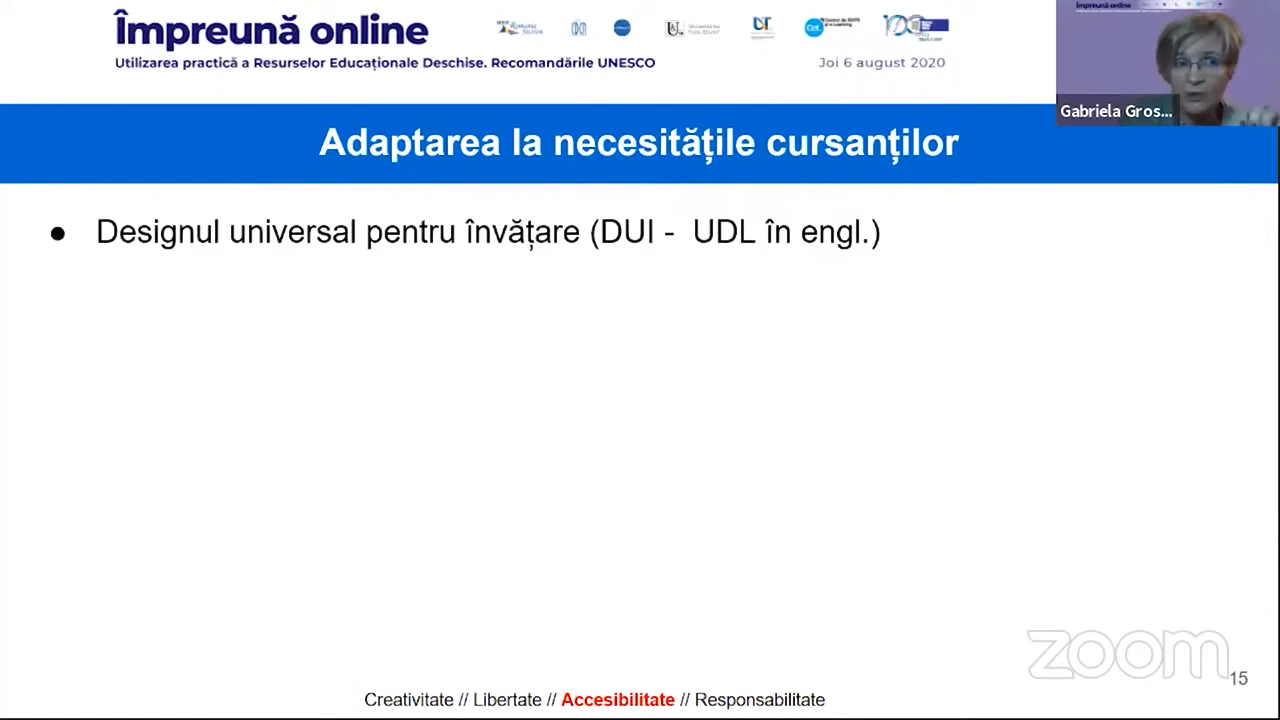 Împreună online
Utilizarea practică a Resurselor Educaționale Deschise. Recomandările UNESCO
Joi 6 august 2020
Gabriela Gros...
Adaptarea la necesitățile cursanților
● Designul universal pentru învățare (DUI - UDL în engl.)
zoom
15
Creativitate // Libertate // Accesibilitate // Responsabilitate